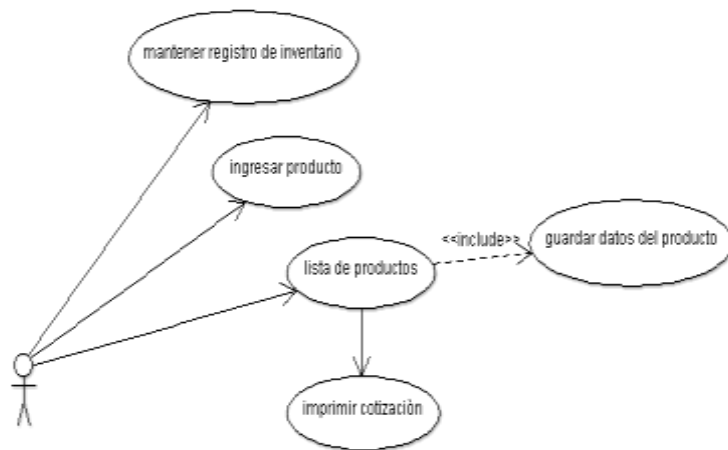 mantener registro de inventario
ingresar producto
<<include>>
guardar datos del producto
lista de productos
imprimir cotizaciòn